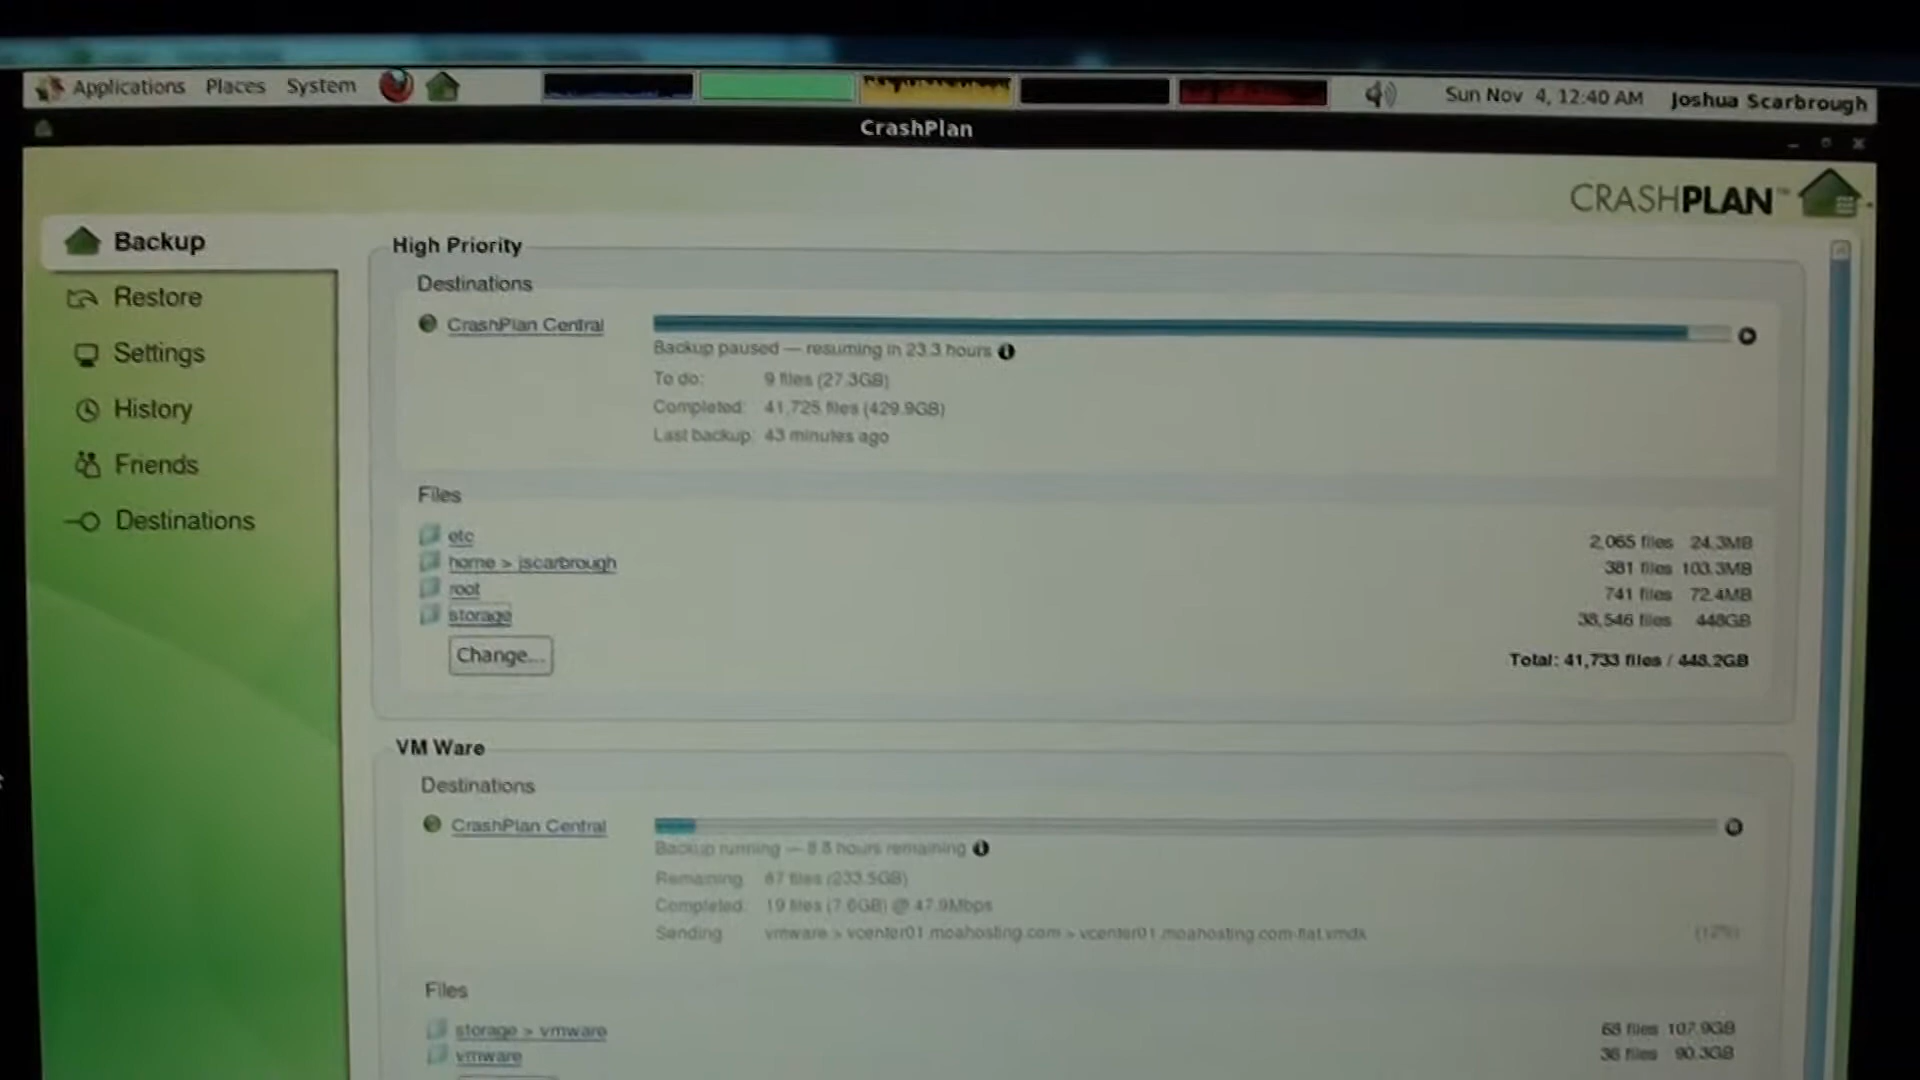 Applications Places System
Sun Nov 4, 12:40 AM Joshua Scarbrough
CrashPlan
CRASHPLAN™
Backup
Restore
Settings
History
Friends
Destinations
High Priority
Destinations
CrashPlan Central
Backup paused — resuming in 23.3 hours
To do: 9 files (27.3GB)
Completed: 41,725 files (429.9GB)
Last backup: 43 minutes ago
Files
etc 2,065 files 24.3MB
home > jscarbrough 381 files 103.3MB
root 741 files 72.4MB
storage 38,546 files 448GB
Change...
Total: 41,733 files / 448.2GB
VM Ware
Destinations
CrashPlan Central
Backup running — 8.8 hours remaining
Remaining: 67 files (233.5GB)
Completed: 19 files (7.6GB) @ 47.9Mbps
Sending vmware > vcenter01.moahosting.com > vcenter01.moahosting.com-flat.vmdk (12%)
Files
storage > vmware 68 files 107.9GB
vmware 36 files 90.3GB